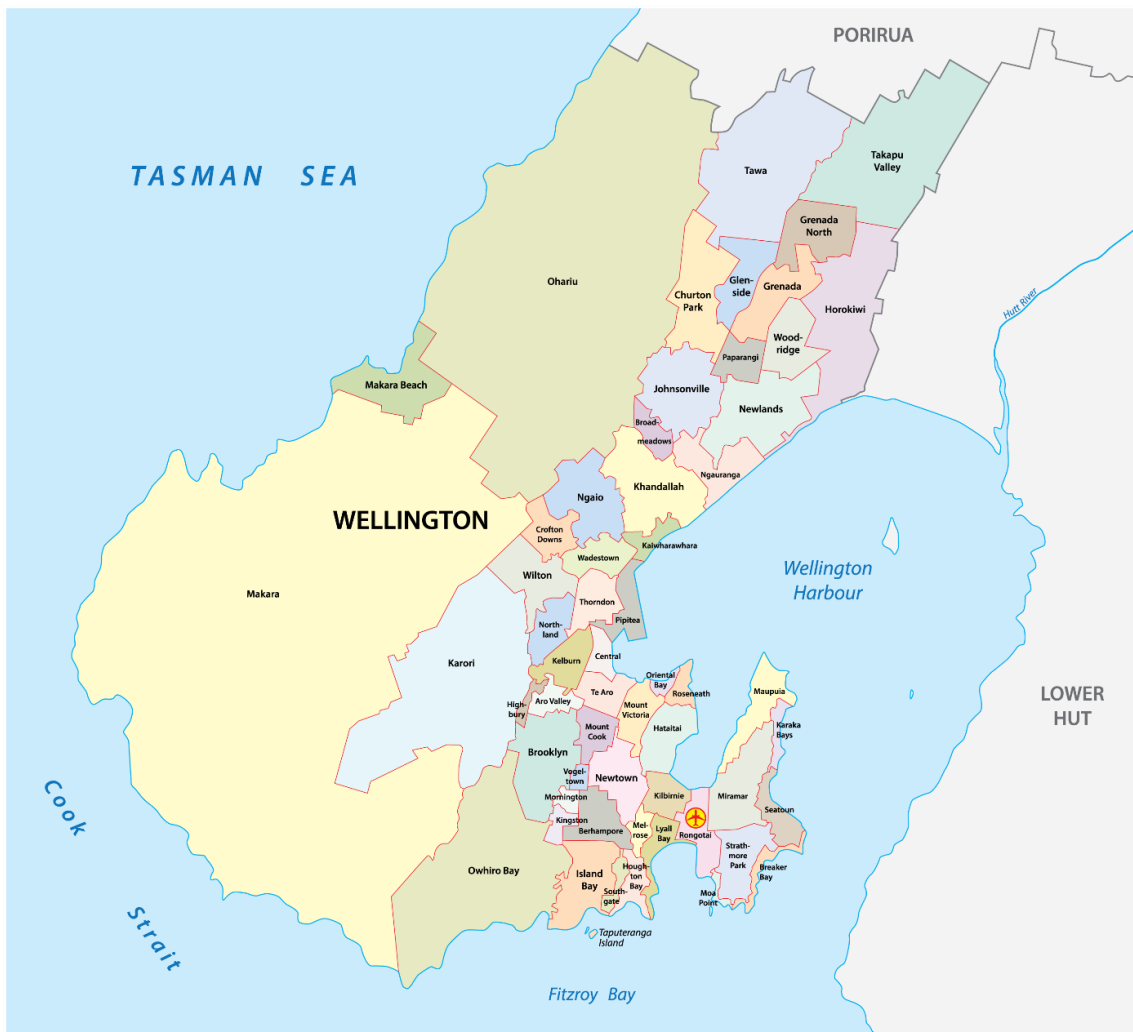 PORIRUA
TASMAN SEA
Takapu
Valley
Tawa
Grenada
North
Ohariu
Glen-
side
Grenada
Churton
Park
Horokiwi
Hutt River
Wood-
ridge
Paparangi
Makara Beach
Johnsonville
Newlands
Broad-
meadows
Ngauranga
Khandallah
Ngaio
WELLINGTON
Crofton
Downs
Kaiwharawhara
Wadestown
Wilton
Wellington
Harbour
Makara
Thorndon
Pipitea
North-
land
Karori
Kelburn
Central
Oriental
Bay
Roseneath
Maupuia
LOWER
HUT
High-
bury
Aro Valley
Te Aro
Mount
Victoria
Karaka
Bays
Mount
Cook
Hataitai
Brooklyn
Vogel-
town
Newtown
Mornington
Kilbirnie
Miramar
Seatoun
Kingston
Berhampore
Mel-
rose
Lyall
Bay
Rongotai
Cook
Strait
Strath-
more
Park
Breaker
Bay
Owhiro Bay
Island
Bay
Hough-
ton
Bay
South-
gate
Moa
Point
Taputeranga
Island
Fitzroy Bay